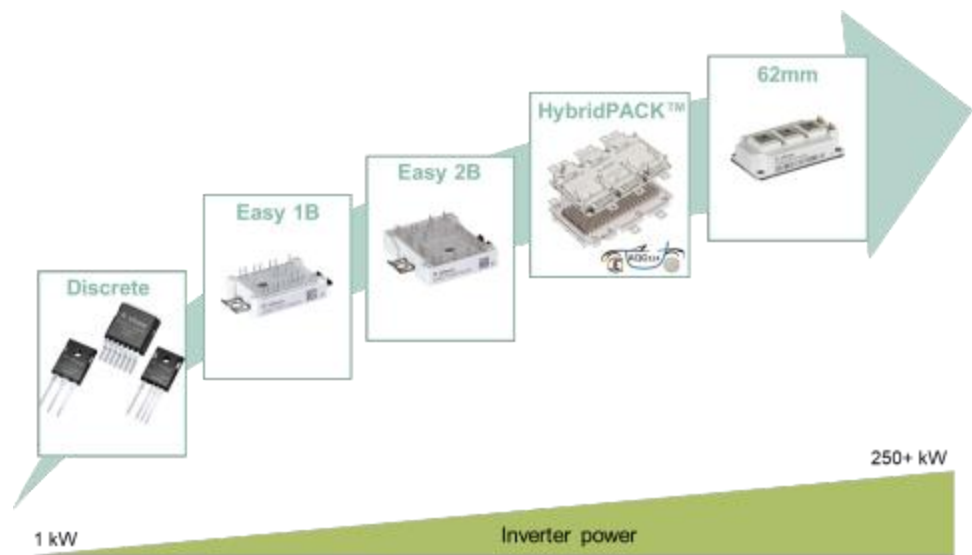 62mm
HybridPACK™
Easy 2B
Easy 1B
Discrete
250+ kW
1 kW
Inverter power